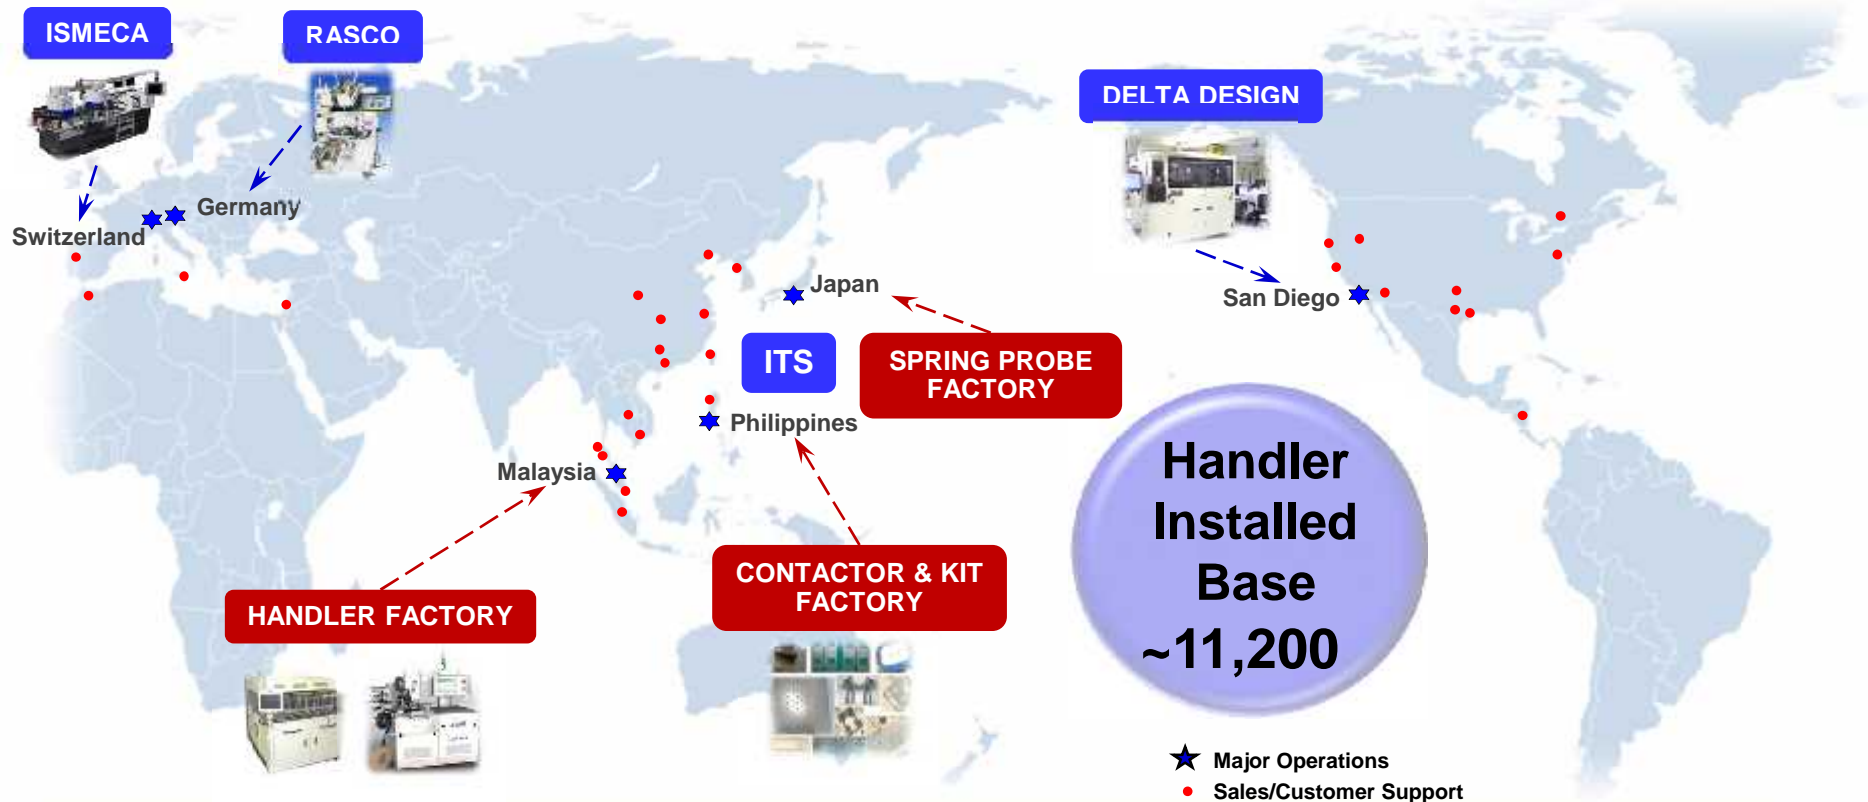 ISMECA
RASCO
DELTA DESIGN
Germany
Switzerland
Japan
San Diego
ITS
SPRING PROBE
FACTORY
Philippines
Malaysia
Handler
Installed
Base
~11,200
CONTACTOR & KIT
FACTORY
HANDLER FACTORY
Major Operations
Sales/Customer Support